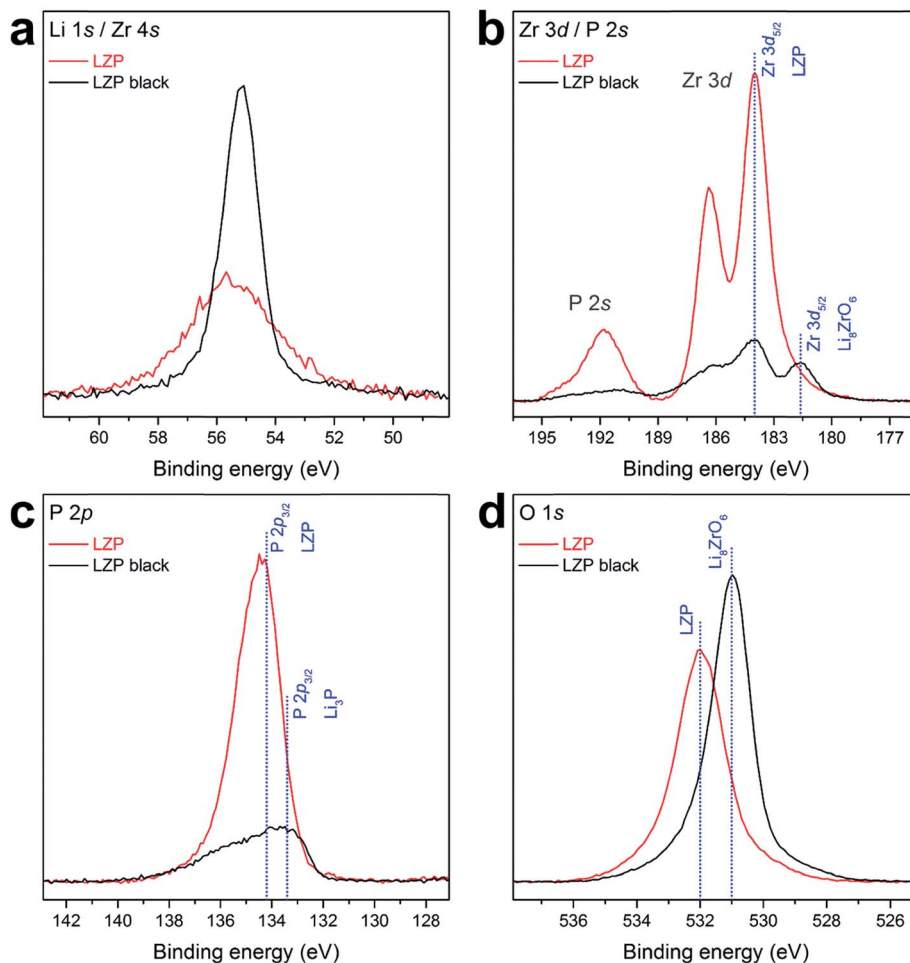 a
Li 1s / Zr 4s
LZP
LZP black
60 58 56 54 52 50
Binding energy (eV)
b
Zr 3d / P 2s
LZP
LZP black
P 2s
Zr 3d
Zr 3d5/2
LZP
Zr 3d5/2
Li8ZrO6
195 192 189 186 183 180 177
Binding energy (eV)
c
P 2p
LZP
LZP black
P 2p3/2
LZP
P 2p3/2
Li3P
142 140 138 136 134 132 130 128
Binding energy (eV)
d
O 1s
LZP
LZP black
LZP
Li8ZrO6
536 534 532 530 528 526
Binding energy (eV)